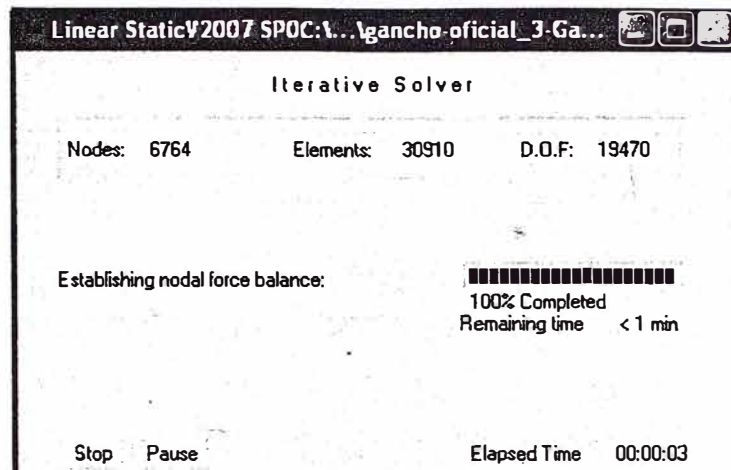 Linear StaticV2007 SP0C:\...\gancho-oficial_3-Ga...
Iterative Solver
Nodes: 6764 Elements: 30910 D.O.F: 19470
Establishing nodal force balance:
100% Completed
Remaining time < 1 min
Stop Pause Elapsed Time 00:00:03